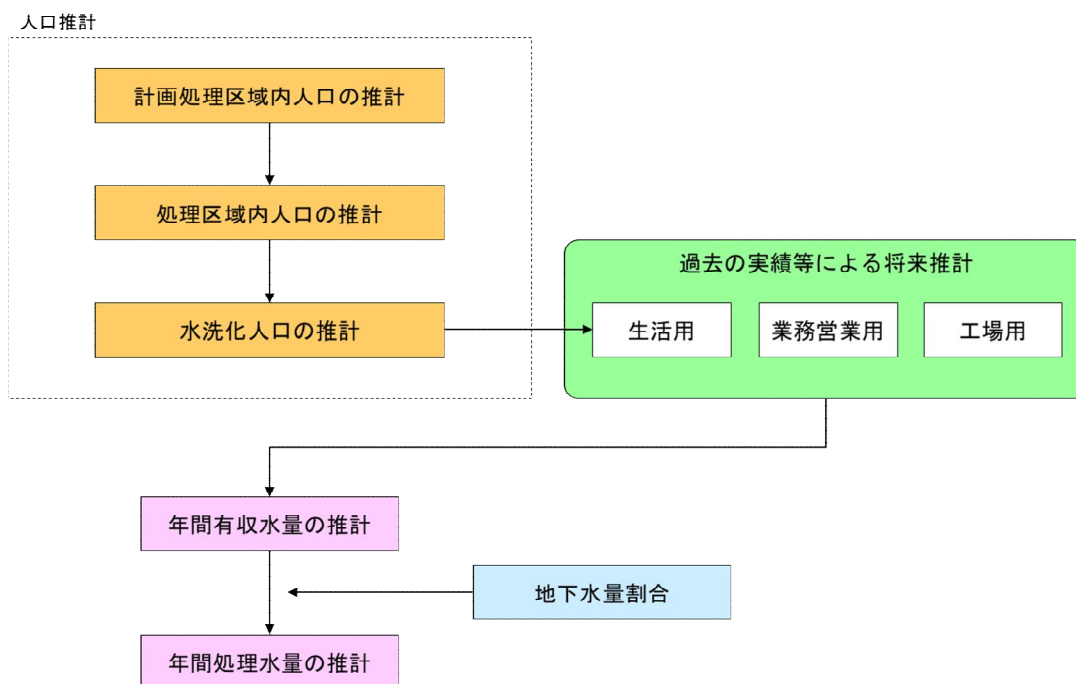 人口推計
計画処理区域内人口の推計
処理区域内人口の推計
水洗化人口の推計
過去の実績等による将来推計
生活用
業務営業用
工場用
年間有収水量の推計
地下水量割合
年間処理水量の推計